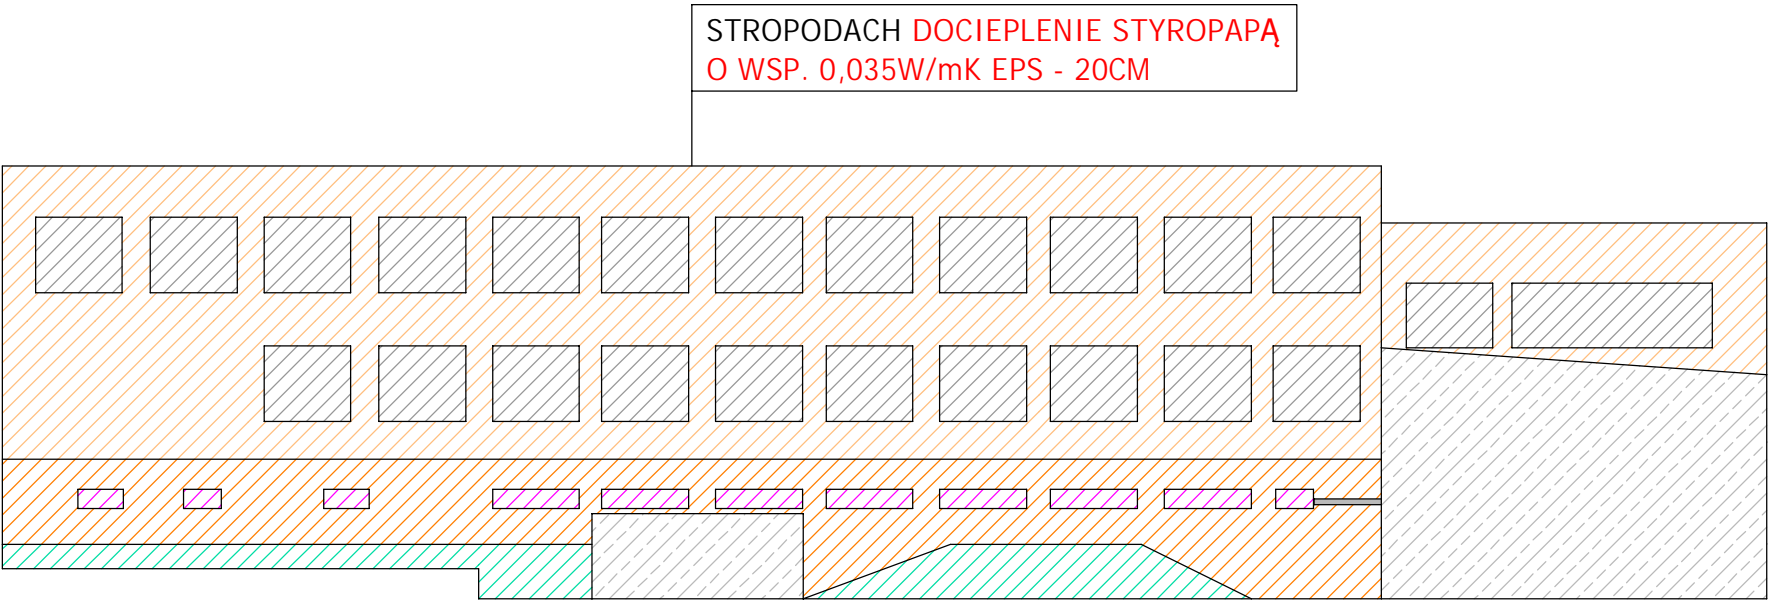 STROPODACH DOCIEPLENIE STYROPAPĄ
O WSP. 0,035W/mK EPS - 20CM